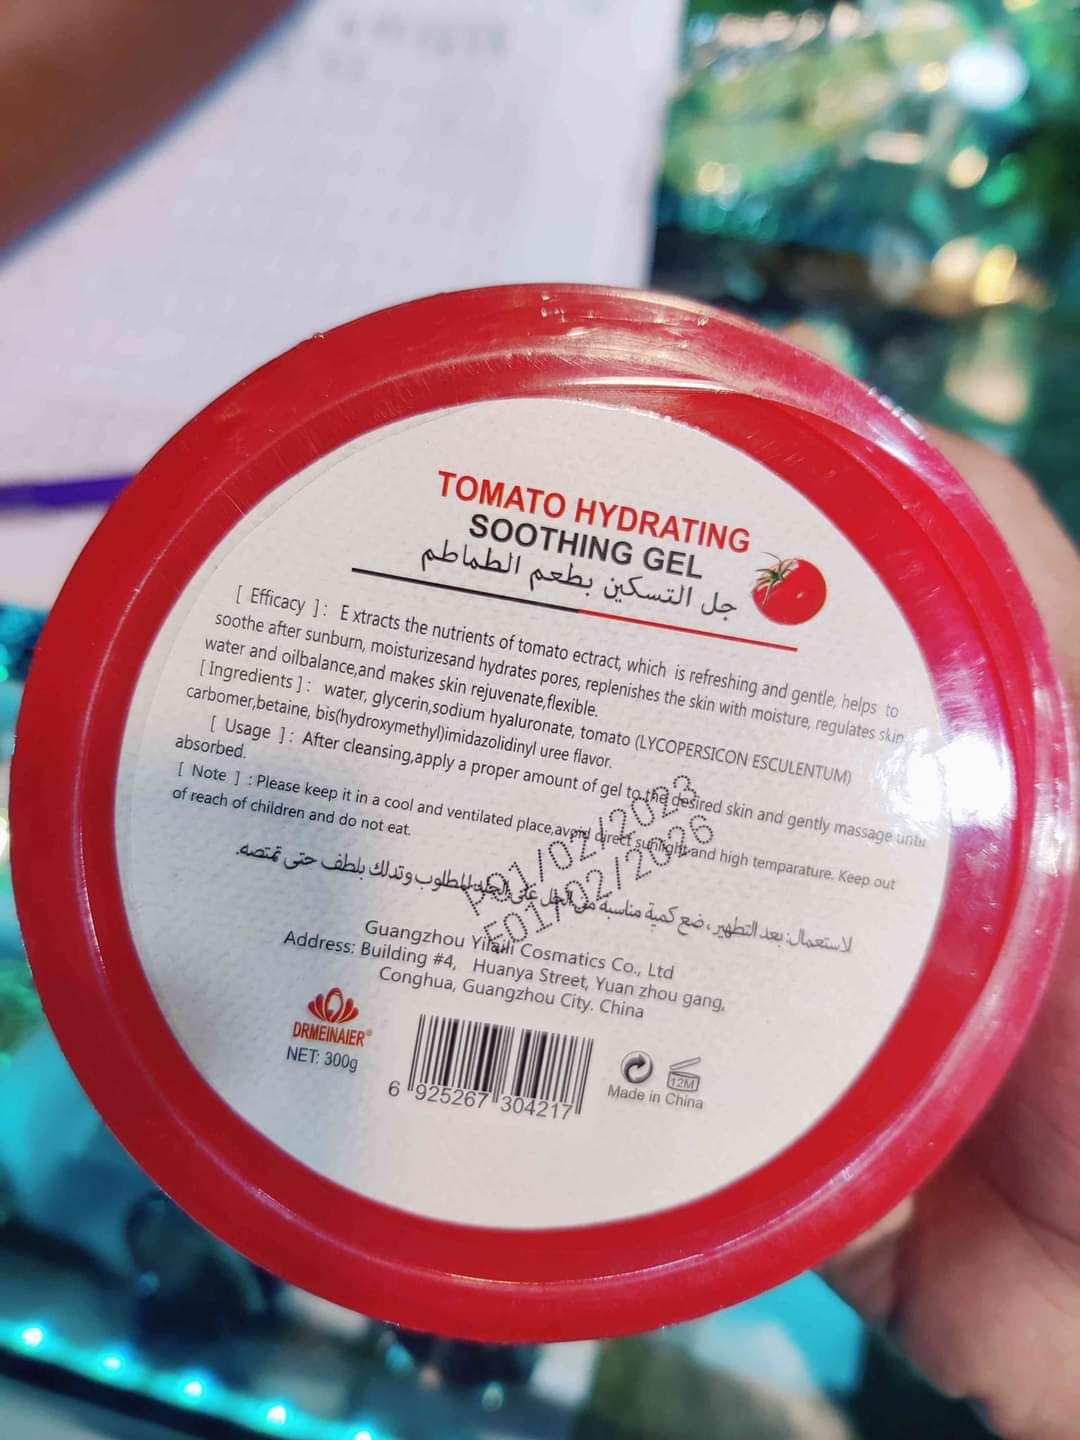 TOMATO HYDRATING
SOOTHING GEL
جل التسكين بطعم الطماطم
[ Efficacy ] : E xtracts the nutrients of tomato ectract, which is refreshing and gentle, helps to
soothe after sunburn, moisturizesand hydrates pores, replenishes the skin with moisture, regulates skin
water and oilbalance,and makes skin rejuvenate,flexible.
[ Ingredients ] : water, glycerin,sodium hyaluronate, tomato (LYCOPERSICON ESCULENTUM)
carbomer,betaine, bis(hydroxymethyl)imidazolidinyl uree flavor.
[ Usage ] : After cleansing,apply a proper amount of gel to the desired skin and gently massage until
absorbed.
[ Note ] : Please keep it in a cool and ventilated place,avoid direct sunlight and high temparature. Keep out
of reach of children and do not eat.
P01/02/2023
E01/02/2026
لاستعمال: بعد التطهير ، ضع كمية مناسبة من الجل على الجلد المطلوب وتدلك بلطف حتى تمتصه.
Guangzhou Yilaili Cosmatics Co., Ltd
Address: Building #4, Huanya Street, Yuan zhou gang,
Conghua, Guangzhou City. China
DRMEINAIER®
NET: 300g
6 925267 304217
12M
Made in China